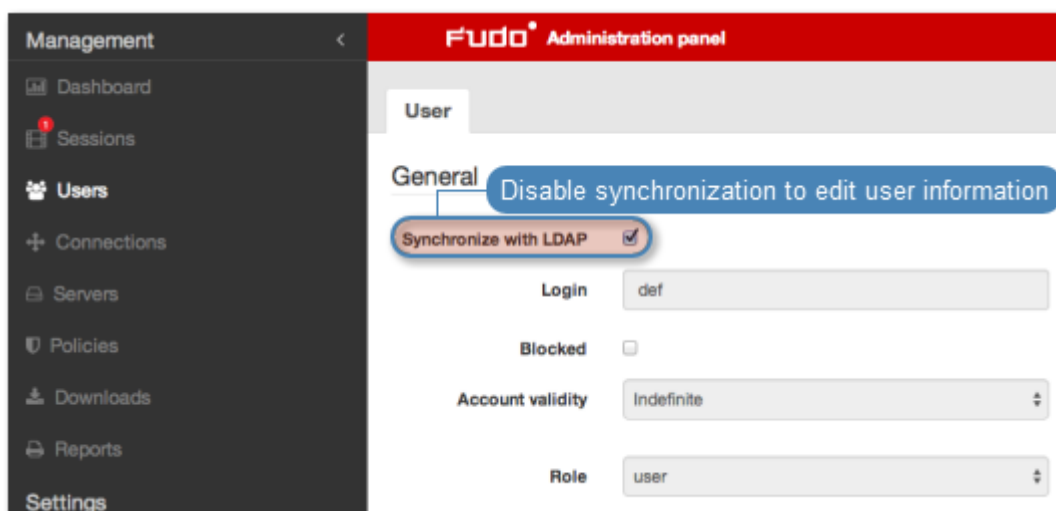 Management
FUDO Administration panel
Dashboard
User
1
Sessions
General
Disable synchronization to edit user information
Users
Synchronize with LDAP
Connections
Login
def
Servers
Blocked
Policies
Account validity
Indefinite
Downloads
Reports
Role
user
Settings